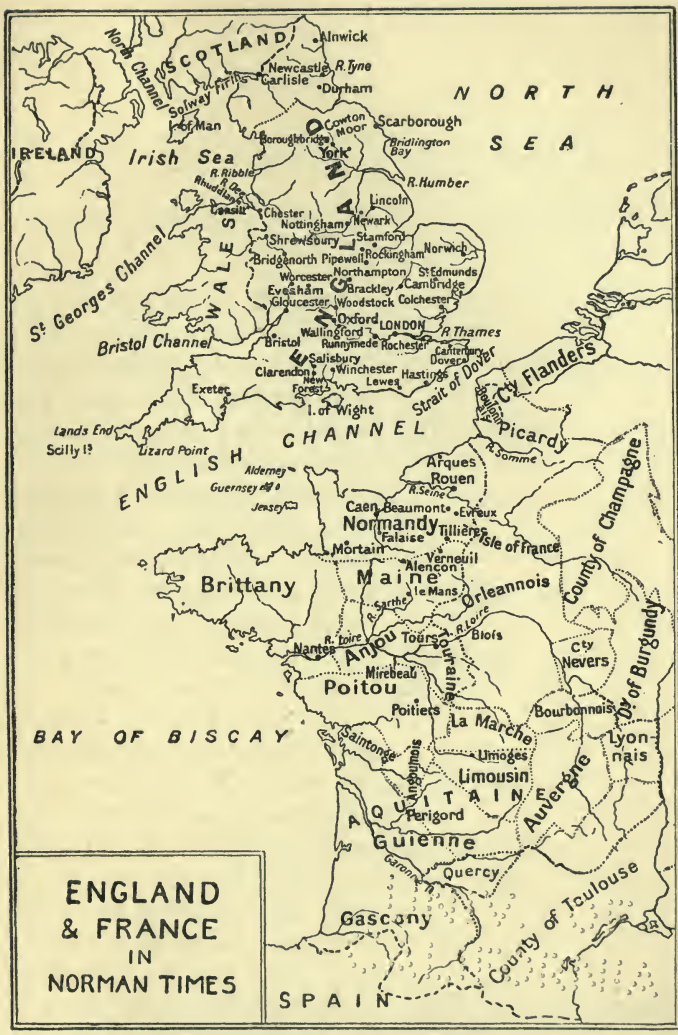 SCOTLAND
Alnwick
North Channel
Newcastle
R. Tyne
Carlisle
Solway Firth
Durham
NORTH
SEA
I. of Man
Cowton
Moor
Scarborough
Boroughbridge
York
Bridlington
Bay
IRELAND
Irish Sea
R. Ribble
R. Dee
Rhuddlan
R. Humber
Lincoln
Chester
Newark
Nottingham
ENGLAND
WALES
Shrewsbury
Stamford
Norwich
Bridgenorth
Pipewell
Rockingham
St Georges Channel
Worcester
Northampton
St Edmunds
Evesham
Brackley
Cambridge
Gloucester
Woodstock
Colchester
Oxford
Wallingford
LONDON
R. Thames
Bristol Channel
Bristol
Runnymede
Rochester
Canterbury
Dover
Salisbury
Clarendon
Winchester
Hastings
Strait of Dover
New
Forest
Lewes
Exeter
I. of Wight
Cty Flanders
Lands End
Scilly Is
Lizard Point
ENGLISH CHANNEL
Picardy
R. Somme
Alderney
Guernsey
Jersey
Arques
Rouen
R. Seine
County of Champagne
Caen
Beaumont
Evreux
Normandy
Tillières
Falaise
Isle of France
Mortain
Verneuil
Alencon
Brittany
Maine
le Mans
Orleannois
R. Sarthe
R. Loire
R. Loire
Nantes
Anjou
Tours
Touraine
Blois
Cty
Nevers
Dy of Burgundy
Mirebeau
Poitou
Poitiers
La Marche
Bourbonnais
BAY OF BISCAY
Saintonge
Lyon-
nais
Angoumois
Limoges
Limousin
Auvergne
AQUITAINE
Perigord
Guienne
Garonne
Quercy
Gascony
County of Toulouse
SPAIN
ENGLAND
& FRANCE
IN
NORMAN TIMES